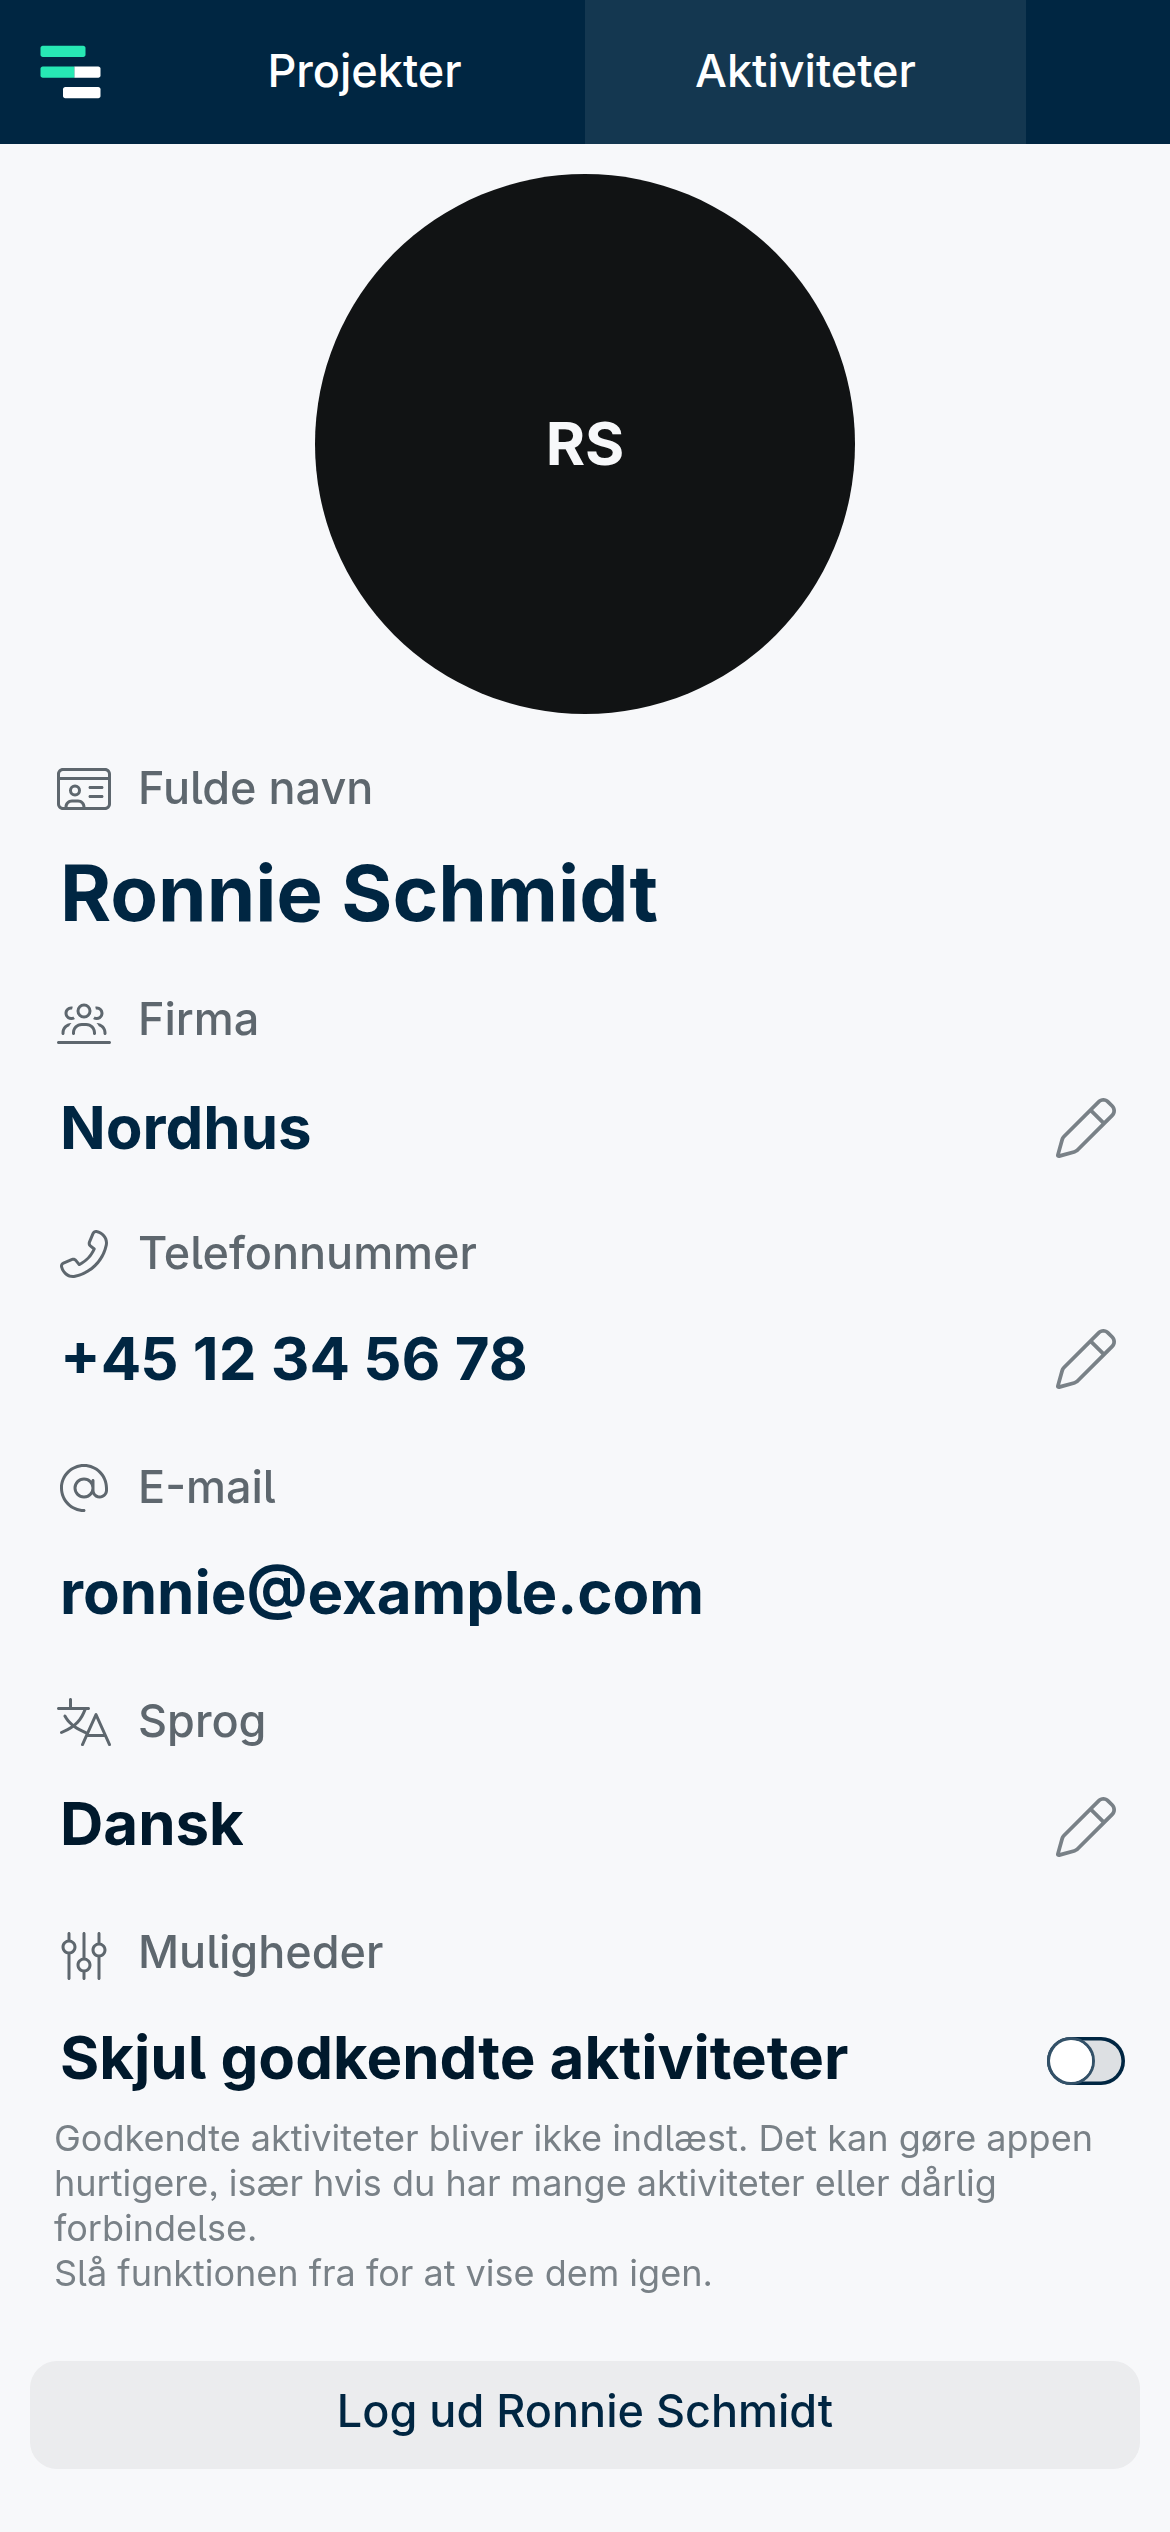 Projekter
Aktiviteter
RS
Fulde navn
Ronnie Schmidt
Firma
Nordhus
Telefonnummer
+45 12 34 56 78
E-mail
ronnie@example.com
Sprog
Dansk
Muligheder
Skjul godkendte aktiviteter
Godkendte aktiviteter bliver ikke indlæst. Det kan gøre appen
hurtigere, især hvis du har mange aktiviteter eller dårlig
forbindelse.
Slå funktionen fra for at vise dem igen.
Log ud Ronnie Schmidt